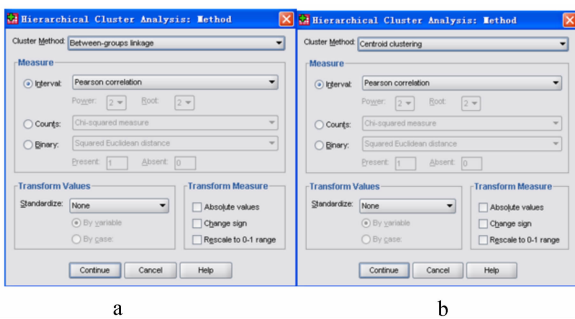 Hierarchical Cluster Analysis: Method
Cluster Method: Between-groups linkage
Measure
Interval: Pearson correlation
Power: 2 Root: 2
Counts: Chi-squared measure
Binary: Squared Euclidean distance
Present: 1 Absent: 0
Transform Values
Standardize: None
By variable
By case:
Transform Measure
Absolute values
Change sign
Rescale to 0-1 range
Continue Cancel Help
a
Hierarchical Cluster Analysis: Method
Cluster Method: Centroid clustering
Measure
Interval: Pearson correlation
Power: 2 Root: 2
Counts: Chi-squared measure
Binary: Squared Euclidean distance
Present: 1 Absent: 0
Transform Values
Standardize: None
By variable
By case:
Transform Measure
Absolute values
Change sign
Rescale to 0-1 range
Continue Cancel Help
b